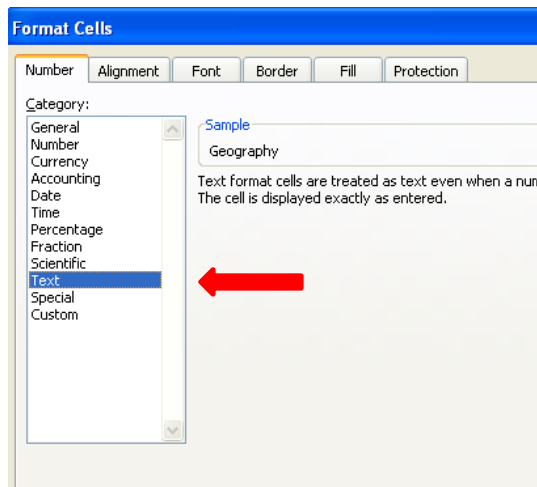 Format Cells
Number Alignment Font Border Fill Protection
Category:
General
Number
Currency
Accounting
Date
Time
Percentage
Fraction
Scientific
Text
Special
Custom
Sample
Geography
Text format cells are treated as text even when a num
The cell is displayed exactly as entered.